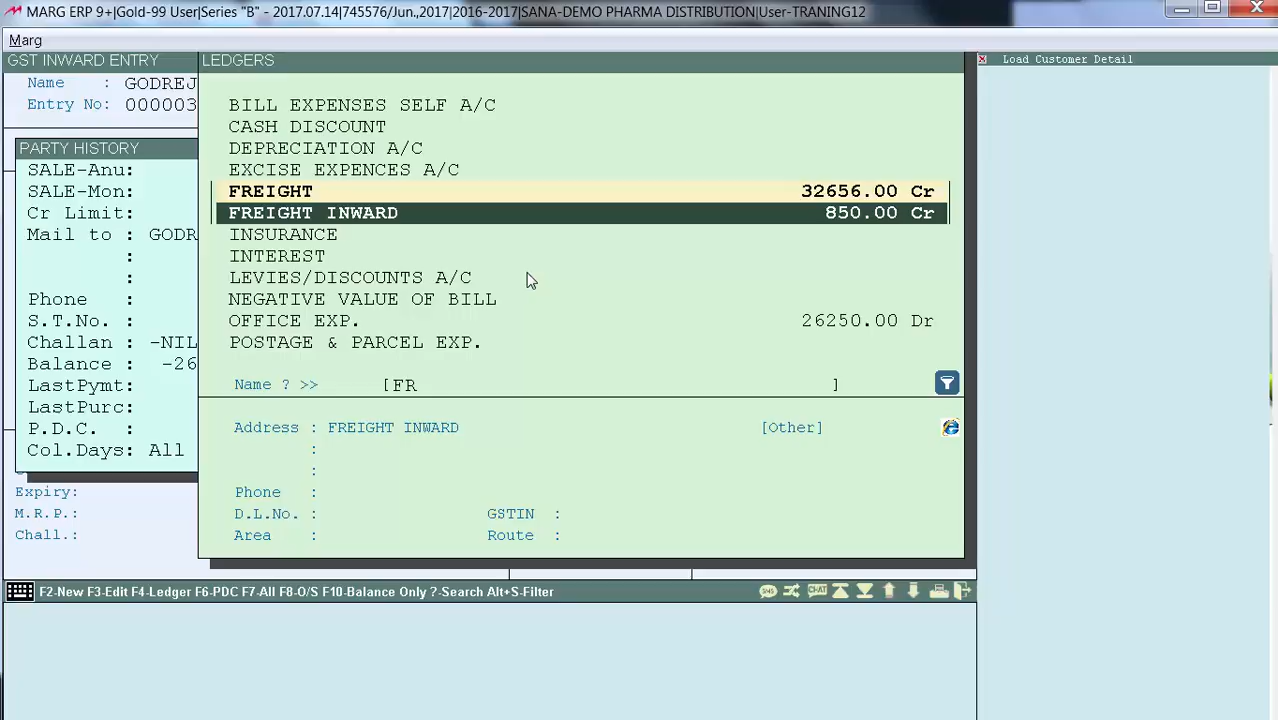 MARG ERP 9+|Gold-99 User|Series "B" - 2017.07.14|745576/Jun.,2017|2016-2017|SANA-DEMO PHARMA DISTRIBUTION|User-TRANING12
Marg
GST INWARD ENTRY
Name : GODREJ
Entry No: 000003
PARTY HISTORY
SALE-Anu:
SALE-Mon:
Cr Limit:
Mail to : GODR
:
:
Phone :
S.T.No. :
Challan : -NIL
Balance : -26
LastPymt:
LastPurc:
P.D.C. :
Col.Days: All
Expiry:
M.R.P.:
Chall.:
LEDGERS
BILL EXPENSES SELF A/C
CASH DISCOUNT
DEPRECIATION A/C
EXCISE EXPENCES A/C
FREIGHT 32656.00 Cr
FREIGHT INWARD 850.00 Cr
INSURANCE
INTEREST
LEVIES/DISCOUNTS A/C
NEGATIVE VALUE OF BILL
OFFICE EXP. 26250.00 Dr
POSTAGE & PARCEL EXP.
Name ? >> [FR ]
Address : FREIGHT INWARD [Other]
:
:
Phone :
D.L.No. : GSTIN :
Area : Route :
Load Customer Detail
F2-New F3-Edit F4-Ledger F6-PDC F7-All F8-O/S F10-Balance Only ?-Search Alt+S-Filter
SMS
CHAT